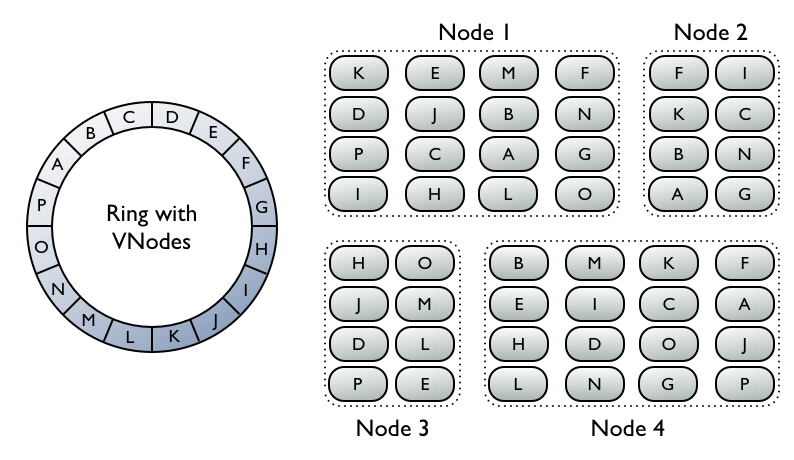 Node 1
Node 2
K E M F
F I
D J B N
K C
P C A G
B N
I H L O
A G
C D
B E
A F
P G
O H
N I
M J
L K
Ring with
VNodes
H O
B M K F
J M
E I C A
D L
H D O J
P E
L N G P
Node 3
Node 4